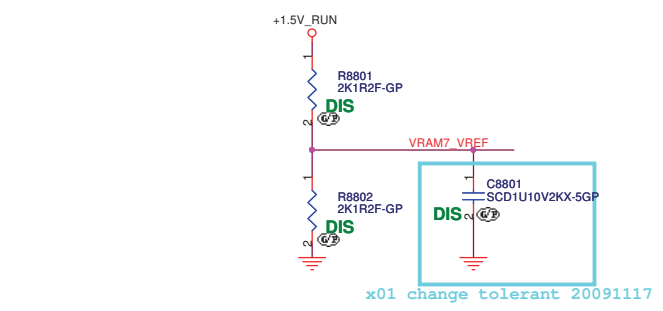 +1.5V_RUN
1
R8801
2K1R2F-GP
DIS
2
G/P
VRAM7_VREF
1
R8802
2K1R2F-GP
DIS
2
G/P
1
C8801
SCD1U10V2KX-5GP
DIS
2
G/P
x01 change tolerant 20091117